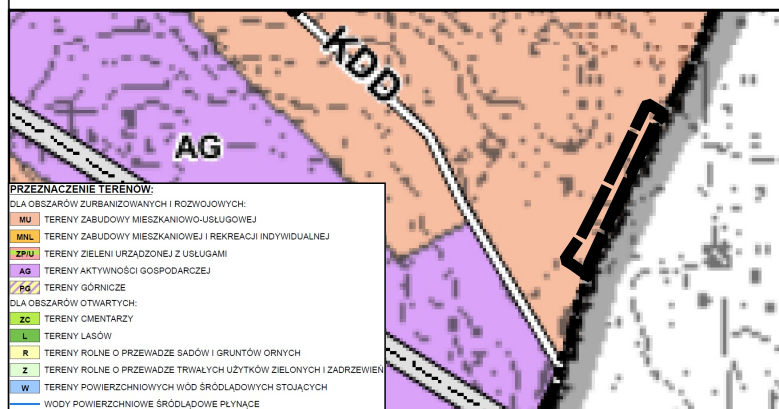 KDD
AG
PRZEZNACZENIE TERENÓW:
DLA OBSZARÓW ZURBANIZOWANYCH I ROZWOJOWYCH:
MU TERENY ZABUDOWY MIESZKANIOWO-USŁUGOWEJ
MNL TERENY ZABUDOWY MIESZKANIOWEJ I REKREACJI INDYWIDUALNEJ
ZP/U TERENY ZIELENI URZĄDZONEJ Z USŁUGAMI
AG TERENY AKTYWNOŚCI GOSPODARCZEJ
PG TERENY GÓRNICZE
DLA OBSZARÓW OTWARTYCH:
ZC TERENY CMENTARZY
L TERENY LASÓW
R TERENY ROLNE O PRZEWADZE SADÓW I GRUNTÓW ORNYCH
Z TERENY ROLNE O PRZEWADZE TRWAŁYCH UŻYTKÓW ZIELONYCH I ZADRZEWIEŃ
W TERENY POWIERZCHNIOWYCH WÓD ŚRÓDLĄDOWYCH STOJĄCYCH
WODY POWIERZCHNIOWE ŚRÓDLĄDOWE PŁYNĄCE